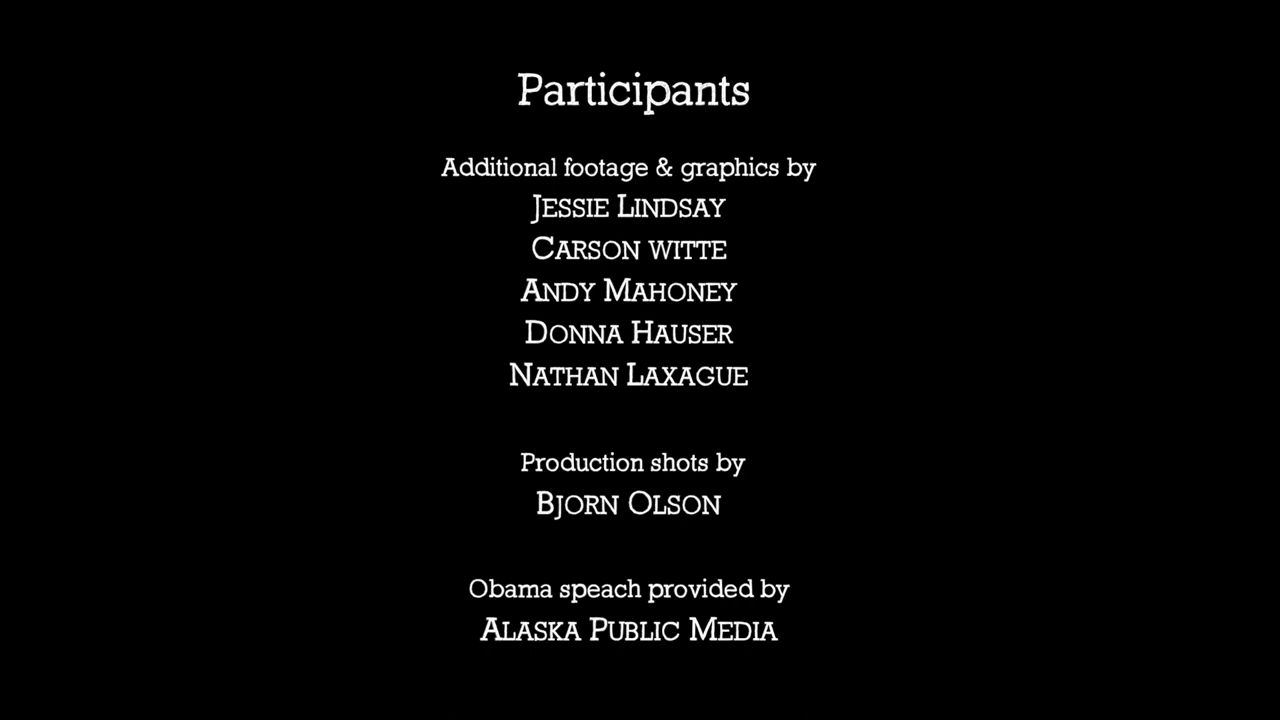 Participants
Additional footage & graphics by
JESSIE LINDSAY
CARSON WITTE
ANDY MAHONEY
DONNA HAUSER
NATHAN LAXAGUE
Production shots by
BJORN OLSON
Obama speach provided by
ALASKA PUBLIC MEDIA